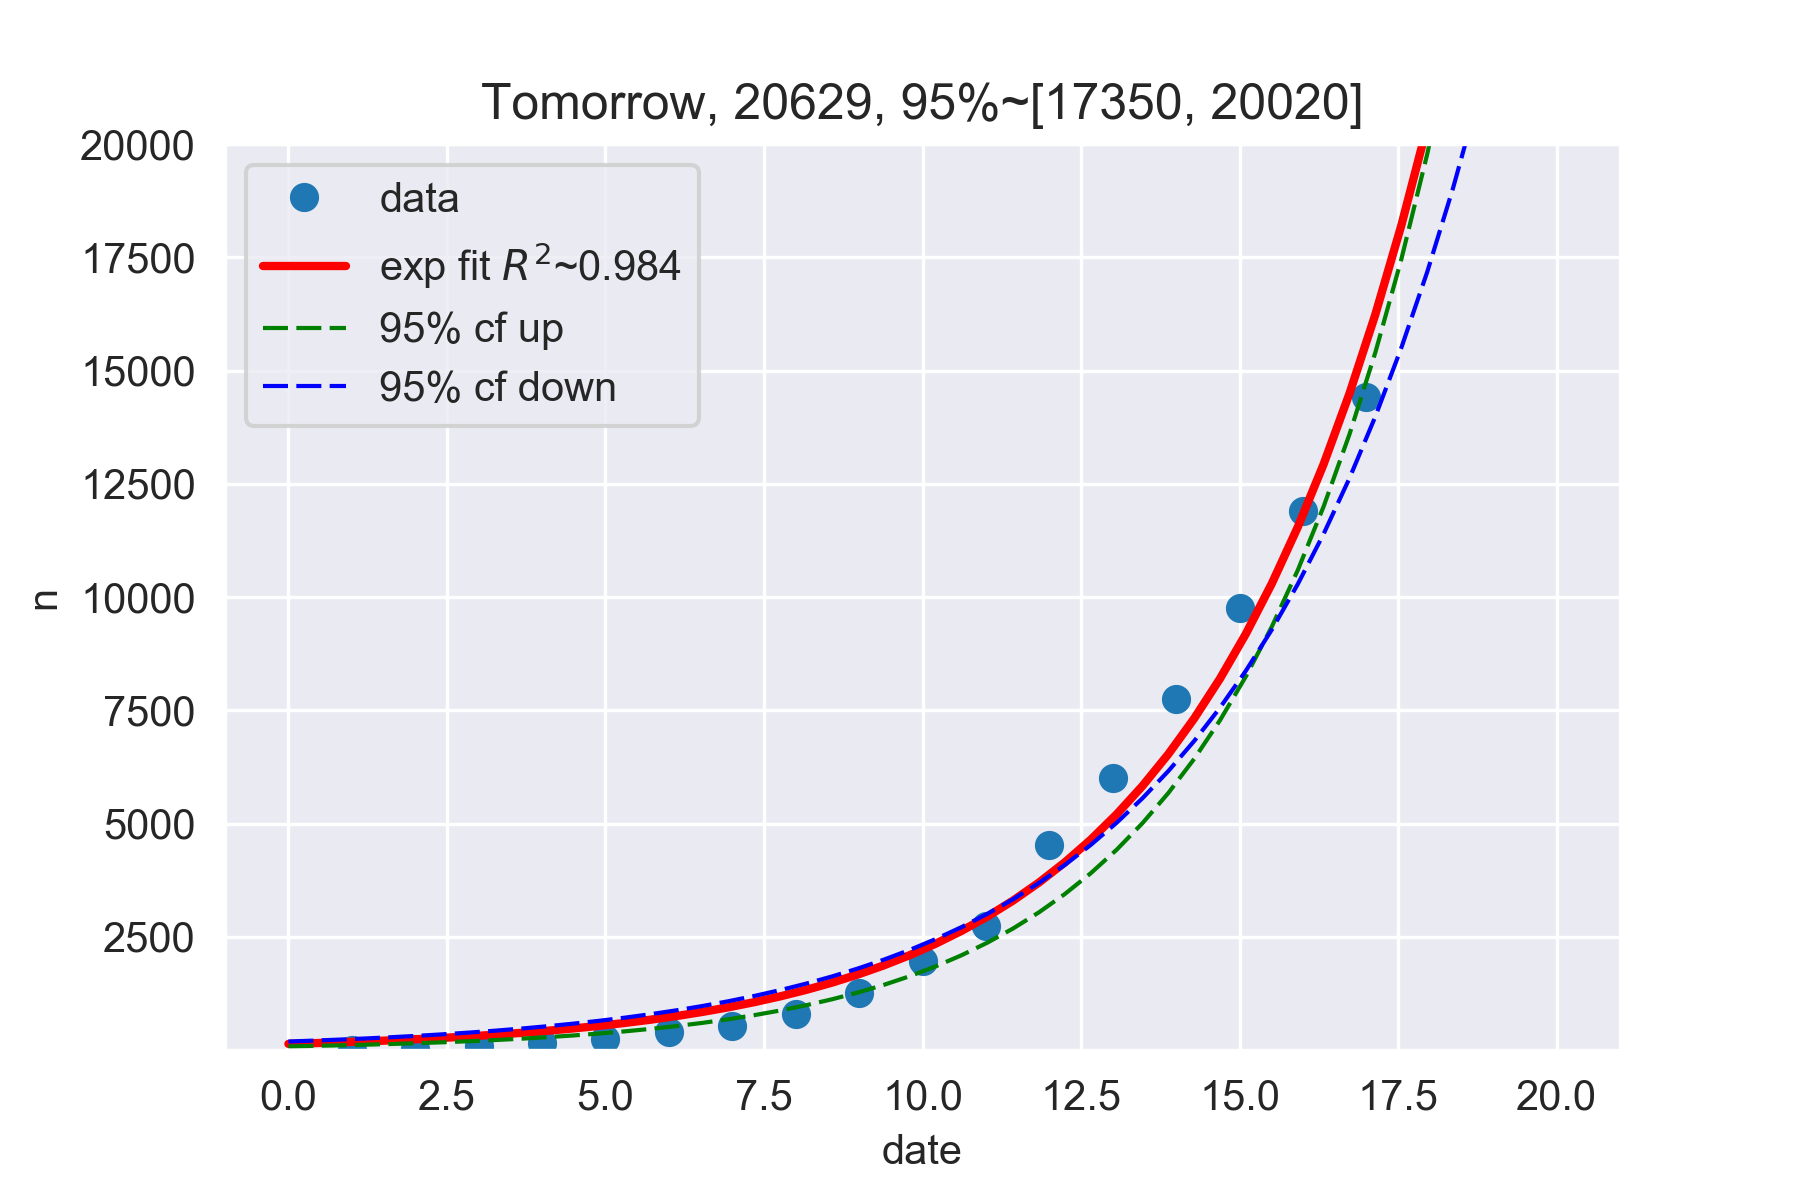 Tomorrow, 20629, 95%~[17350, 20020]
20000
17500
15000
12500
10000
7500
5000
2500
n
data
exp fit R²~0.984
95% cf up
95% cf down
0.0 2.5 5.0 7.5 10.0 12.5 15.0 17.5 20.0
date